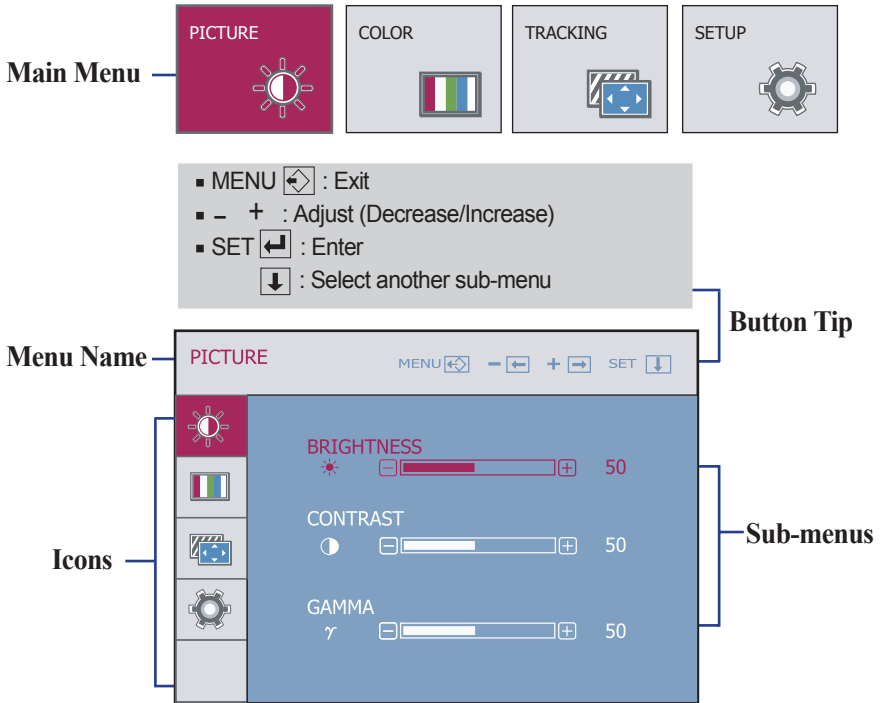 PICTURE COLOR TRACKING SETUP
Main Menu
▪ MENU : Exit
▪ – + : Adjust (Decrease/Increase)
▪ SET : Enter
: Select another sub-menu
Button Tip
Menu Name
PICTURE MENU – + SET
BRIGHTNESS
50
CONTRAST
50
Sub-menus
Icons
GAMMA
γ 50